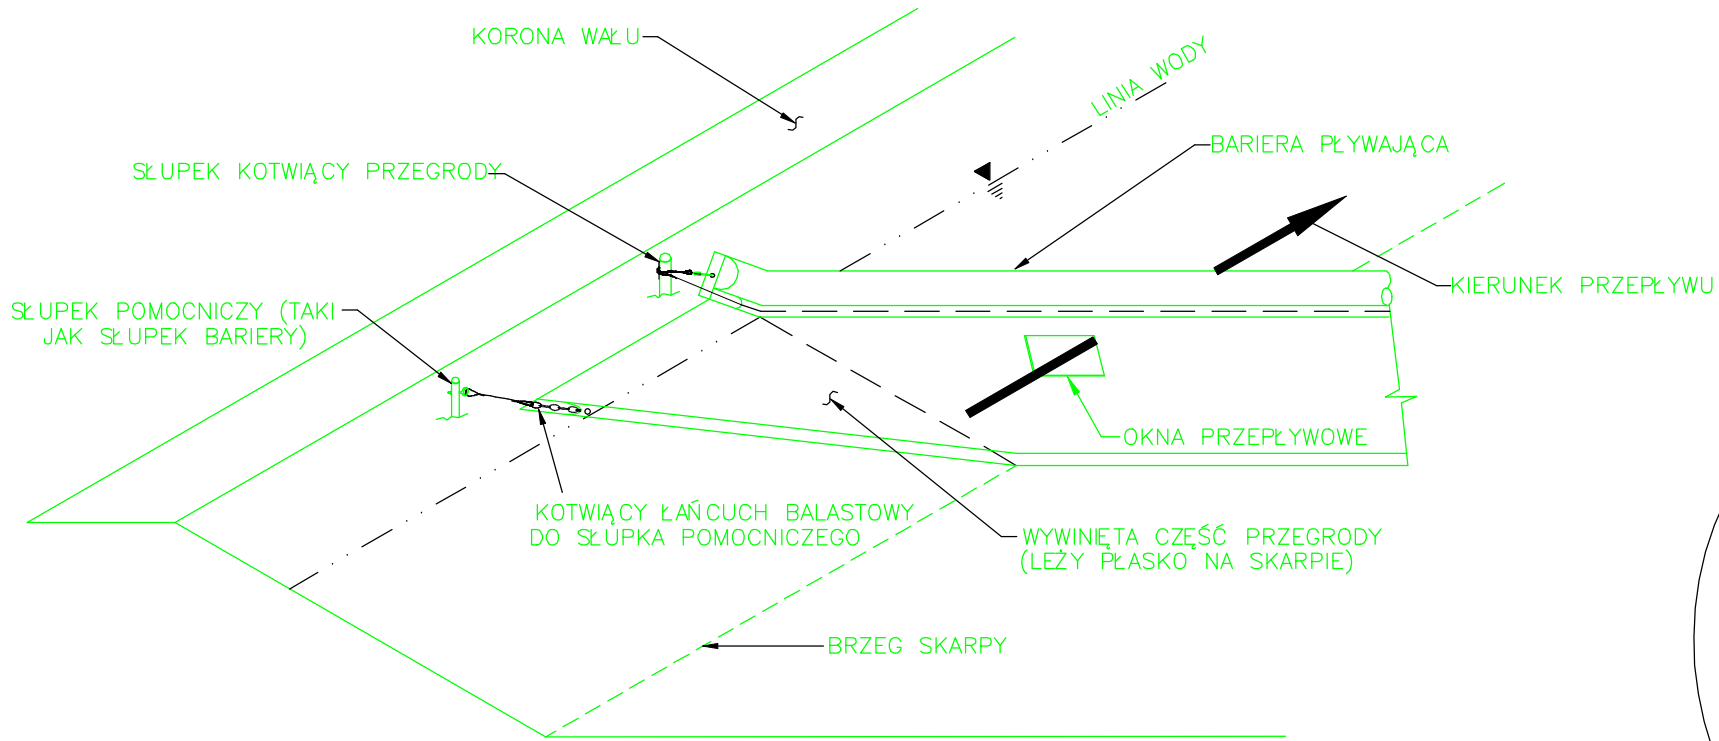 KORONA WAŁU
LINIA WODY
BARIERA PŁYWAJĄCA
SŁUPEK KOTWIĄCY PRZEGRODY
KIERUNEK PRZEPŁYWU
SŁUPEK POMOCNICZY (TAKI
JAK SŁUPEK BARIERY)
OKNA PRZEPŁYWOWE
KOTWIĄCY ŁAŃCUCH BALASTOWY
DO SŁUPKA POMOCNICZEGO
WYWINIĘTA CZĘŚĆ PRZEGRODY
(LEŻY PŁASKO NA SKARPIE)
BRZEG SKARPY